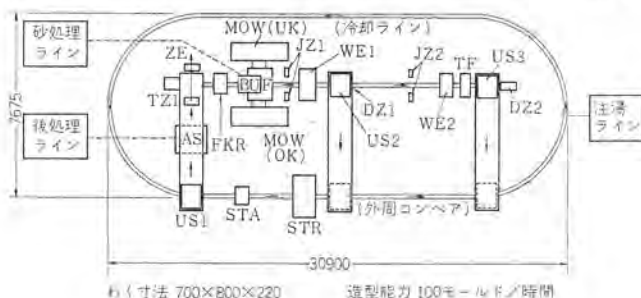 砂処理
ライン
後処理
ライン
注湯
ライン
MOW(UK)
(冷却ライン)
ZE
JZ1
WE1
JZ2
TF
US3
TZ1
BUF
FKR
MOW
(OK)
DZ1
US2
WE2
DZ2
AS
US1
STA
STR
(外周コンベア)
7675
30900
わく寸法 700×800×220 造型能力 100モールド/時間